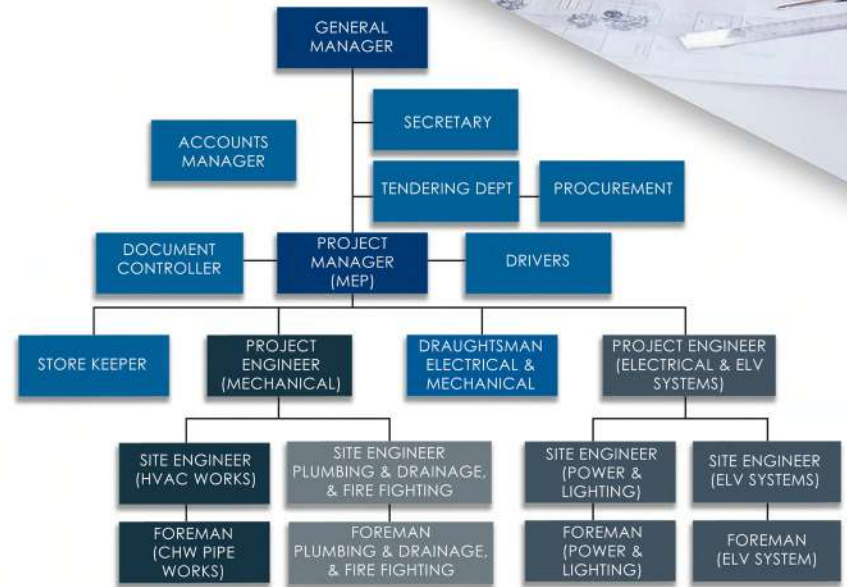 GENERAL
MANAGER
SECRETARY
ACCOUNTS
MANAGER
TENDERING DEPT
PROCUREMENT
DOCUMENT
CONTROLLER
PROJECT
MANAGER
(MEP)
DRIVERS
STORE KEEPER
PROJECT
ENGINEER
(MECHANICAL)
DRAUGHTSMAN
ELECTRICAL &
MECHANICAL
PROJECT ENGINEER
(ELECTRICAL & ELV
SYSTEMS)
SITE ENGINEER
(HVAC WORKS)
SITE ENGINEER
PLUMBING & DRAINAGE,
& FIRE FIGHTING
SITE ENGINEER
(POWER &
LIGHTING)
SITE ENGINEER
(ELV SYSTEMS)
FOREMAN
(CHW PIPE
WORKS)
FOREMAN
PLUMBING & DRAINAGE,
& FIRE FIGHTING
FOREMAN
(POWER &
LIGHTING)
FOREMAN
(ELV SYSTEM)